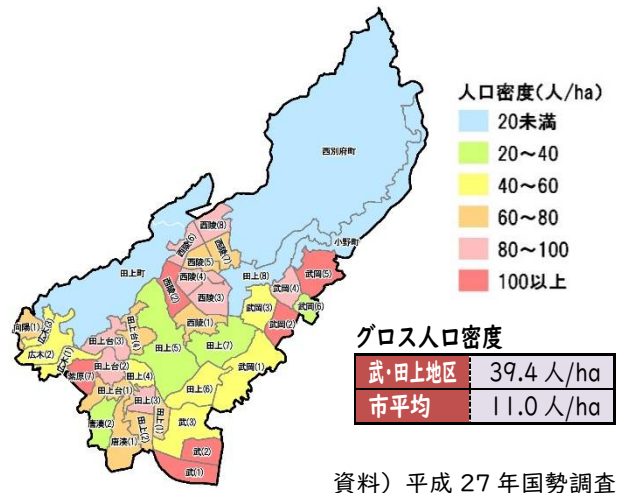 人口密度(人/ha)
20未満
20～40
40～60
60～80
80～100
100以上
西別府町
小野町
西陵(8)
西陵(6)
西陵(7)
西陵(5)
田上町
西陵(4)
田上(8)
武岡(5)
武岡(4)
西陵(2)
西陵(3)
武岡(3)
武岡(6)
向陽(1)
広木(3)
西陵(1)
武岡(2)
田上台(3)
田上台(4)
広木(2)
広木(1)
田上(5)
田上(7)
田上台(2)
武岡(1)
紫原(7)
田上(4)
田上台(1)
田上(6)
田上(3)
田上(1)
唐湊(2)
武(3)
唐湊(1)
田上(2)
武(2)
武(1)
グロス人口密度
武・田上地区 39.4人/ha
市平均 11.0人/ha
資料）平成27年国勢調査